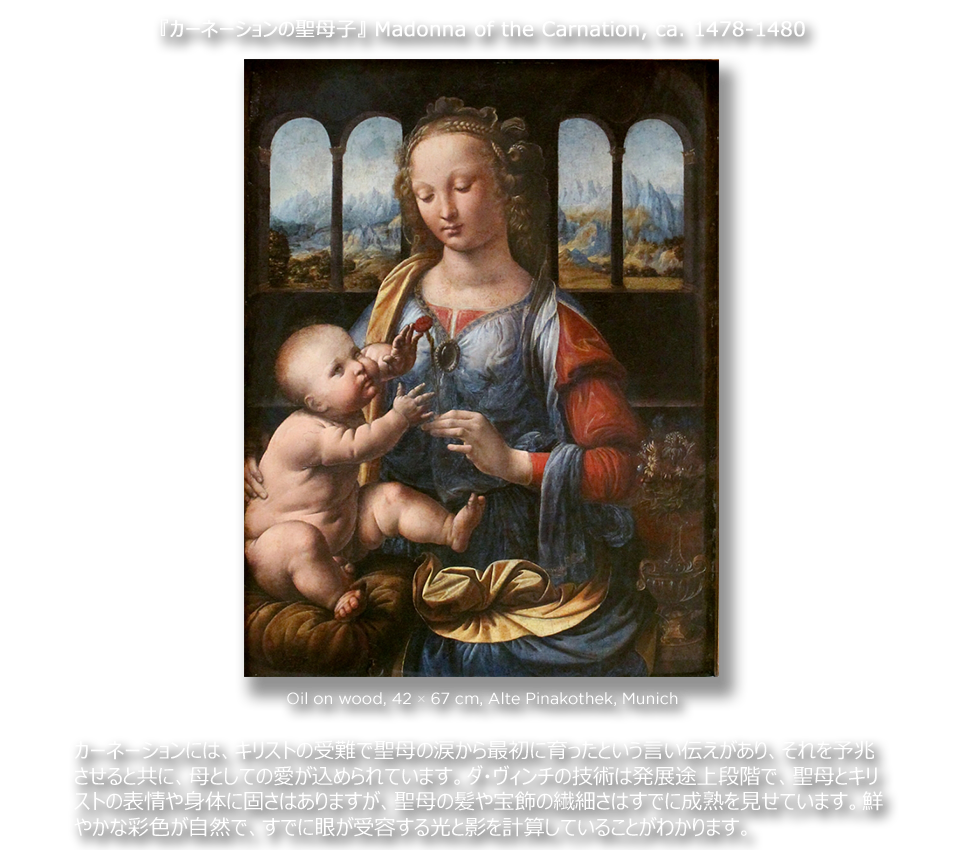 『カーネーションの聖母子』 Madonna of the Carnation, ca. 1478-1480
Oil on wood, 42 × 67 cm, Alte Pinakothek, Munich
カーネーションには、キリストの受難で聖母の涙から最初に育ったという言い伝えがあり、それを予兆
させると共に、母としての愛が込められています。ダ・ヴィンチの技術は発展途上段階で、聖母とキリ
ストの表情や身体に固さはありますが、聖母の髪や宝飾の繊細さはすでに成熟を見せています。鮮
やかな彩色が自然で、すでに眼が受容する光と影を計算していることがわかります。